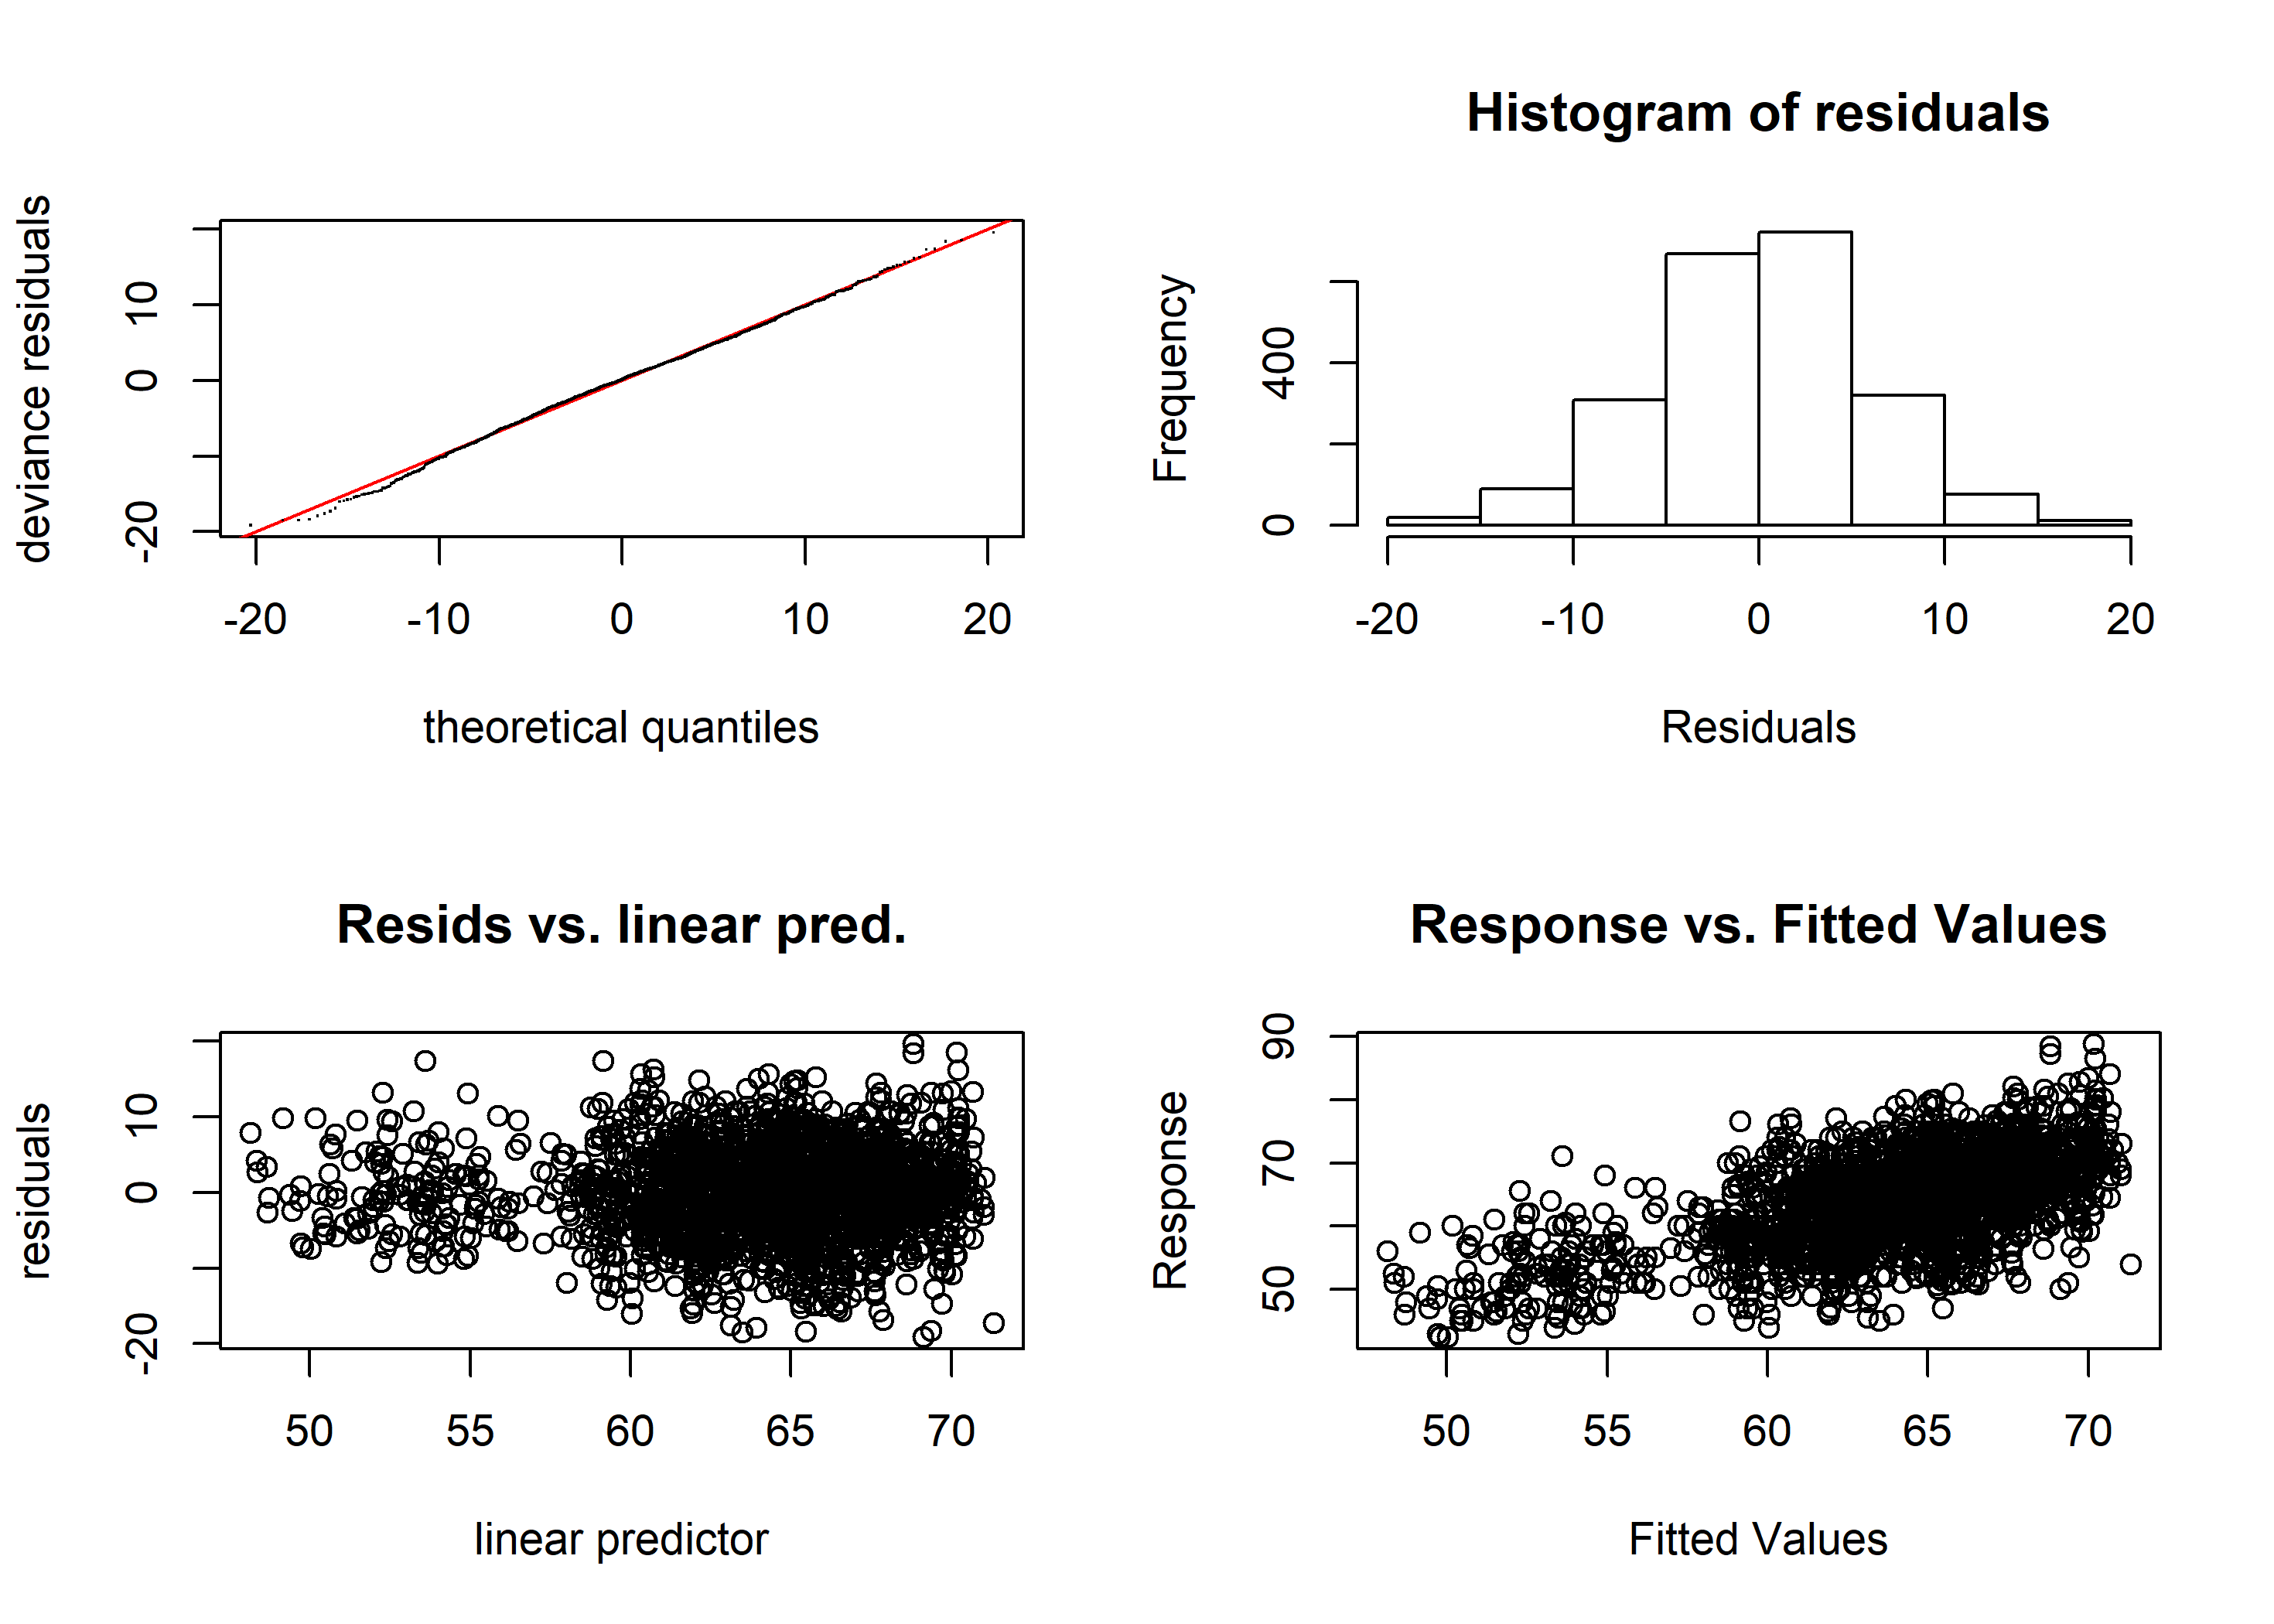 deviance residuals
10
0
-20
-20
-10
0
10
20
theoretical quantiles
Histogram of residuals
Frequency
400
0
-20
-10
0
10
20
Residuals
Resids vs. linear pred.
residuals
10
0
-20
50
55
60
65
70
linear predictor
Response vs. Fitted Values
Response
90
70
50
50
55
60
65
70
Fitted Values